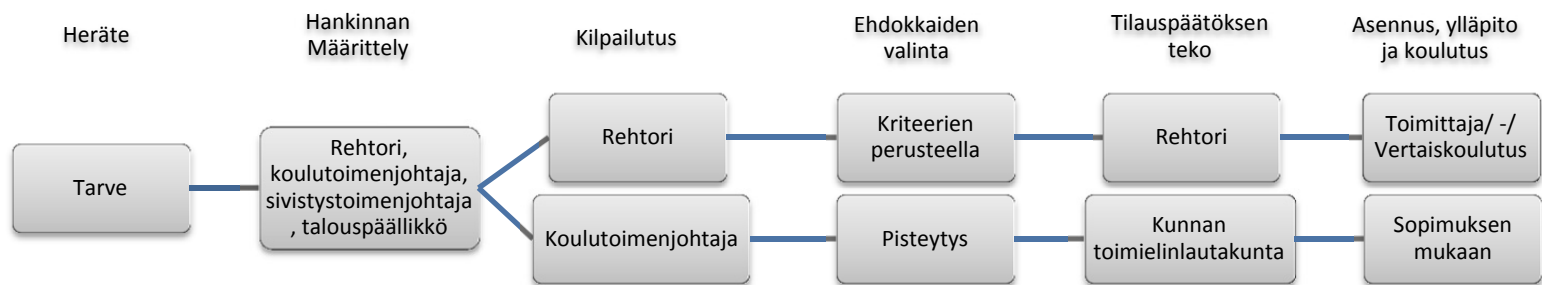 Heräte
Hankinnan
Määrittely
Kilpailutus
Ehdokkaiden
valinta
Tilauspäätöksen
teko
Asennus, ylläpito
ja koulutus
Tarve
Rehtori,
koulutoimenjohtaja,
sivistystoimenjohtaja
, talouspäällikkö
Rehtori
Kriteerien
perusteella
Rehtori
Toimittaja/ -/
Vertaiskoulutus
Koulutoimenjohtaja
Pisteytys
Kunnan
toimielinlautakunta
Sopimuksen
mukaan